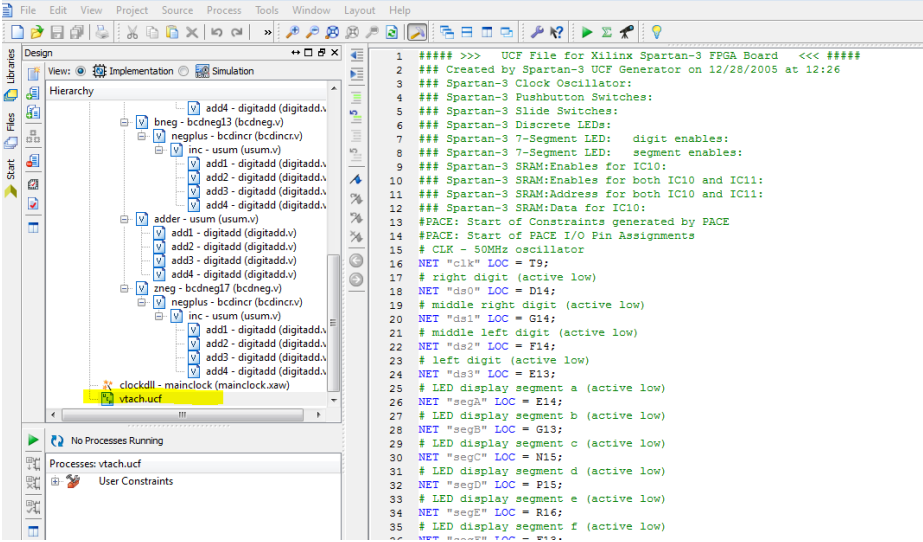 File Edit View Project Source Process Tools Window Layout Help
Design
View: Implementation Simulation
Hierarchy
add4 - digitadd (digitadd.v
bneg - bcdneg13 (bcdneg.v)
negplus - bcdincr (bcdincr.v)
inc - usum (usum.v)
add1 - digitadd (digitadd.v
add2 - digitadd (digitadd.v
add3 - digitadd (digitadd.v
add4 - digitadd (digitadd.v
adder - usum (usum.v)
add1 - digitadd (digitadd.v)
add2 - digitadd (digitadd.v)
add3 - digitadd (digitadd.v)
add4 - digitadd (digitadd.v)
zneg - bcdneg17 (bcdneg.v)
negplus - bcdincr (bcdincr.v)
inc - usum (usum.v)
add1 - digitadd (digitadd.v
add2 - digitadd (digitadd.v
add3 - digitadd (digitadd.v
add4 - digitadd (digitadd.v
clockdll - mainclock (mainclock.xaw)
vtach.ucf
No Processes Running
Processes: vtach.ucf
User Constraints
Libraries
Files
Start
1 ##### >>> UCF File for Xilinx Spartan-3 FPGA Board <<< #####
2 ### Created by Spartan-3 UCF Generator on 12/28/2005 at 12:26
3 ### Spartan-3 Clock Oscillator:
4 ### Spartan-3 Pushbutton Switches:
5 ### Spartan-3 Slide Switches:
6 ### Spartan-3 Discrete LEDs:
7 ### Spartan-3 7-Segment LED: digit enables:
8 ### Spartan-3 7-Segment LED: segment enables:
9 ### Spartan-3 SRAM:Enables for IC10:
10 ### Spartan-3 SRAM:Enables for both IC10 and IC11:
11 ### Spartan-3 SRAM:Address for both IC10 and IC11:
12 ### Spartan-3 SRAM:Data for IC10:
13 #PACE: Start of Constraints generated by PACE
14 #PACE: Start of PACE I/O Pin Assignments
15 # CLK - 50MHz oscillator
16 NET "clk" LOC = T9;
17 # right digit (active low)
18 NET "ds0" LOC = D14;
19 # middle right digit (active low)
20 NET "ds1" LOC = G14;
21 # middle left digit (active low)
22 NET "ds2" LOC = F14;
23 # left digit (active low)
24 NET "ds3" LOC = E13;
25 # LED display segment a (active low)
26 NET "segA" LOC = E14;
27 # LED display segment b (active low)
28 NET "segB" LOC = G13;
29 # LED display segment c (active low)
30 NET "segC" LOC = N15;
31 # LED display segment d (active low)
32 NET "segD" LOC = P15;
33 # LED display segment e (active low)
34 NET "segE" LOC = R16;
35 # LED display segment f (active low)
36 NET "segF" LOC = F13;